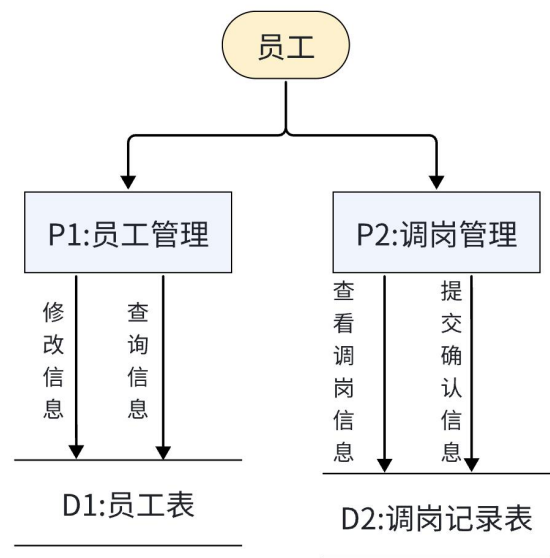 员工
P1:员工管理
P2:调岗管理
修改信息
查询信息
查看调岗信息
提交确认信息
D1:员工表
D2:调岗记录表